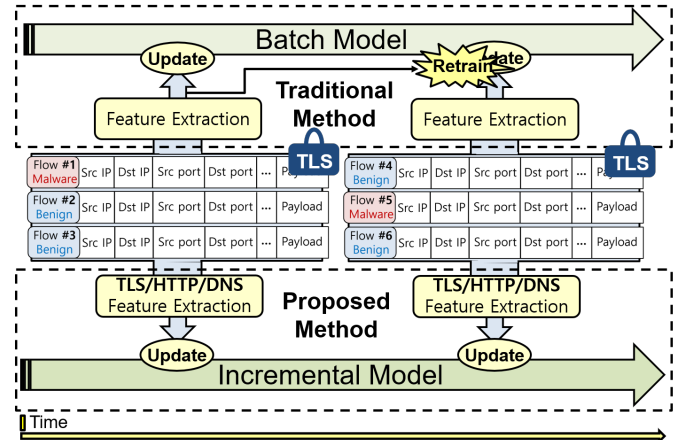 Batch Model
Update
Retrain
Update
Traditional
Method
Feature Extraction
Feature Extraction
TLS
TLS
Flow #1
Malware
Src IP
Dst IP
Src port
Dst port
...
Pay
Flow #4
Benign
Src IP
Dst IP
Src port
Dst port
...
Pay
Flow #2
Benign
Src IP
Dst IP
Src port
Dst port
...
Payload
Flow #5
Malware
Src IP
Dst IP
Src port
Dst port
...
Payload
Flow #3
Benign
Src IP
Dst IP
Src port
Dst port
...
Payload
Flow #6
Benign
Src IP
Dst IP
Src port
Dst port
...
Payload
TLS/HTTP/DNS
Feature Extraction
TLS/HTTP/DNS
Feature Extraction
Proposed
Method
Update
Update
Incremental Model
Time